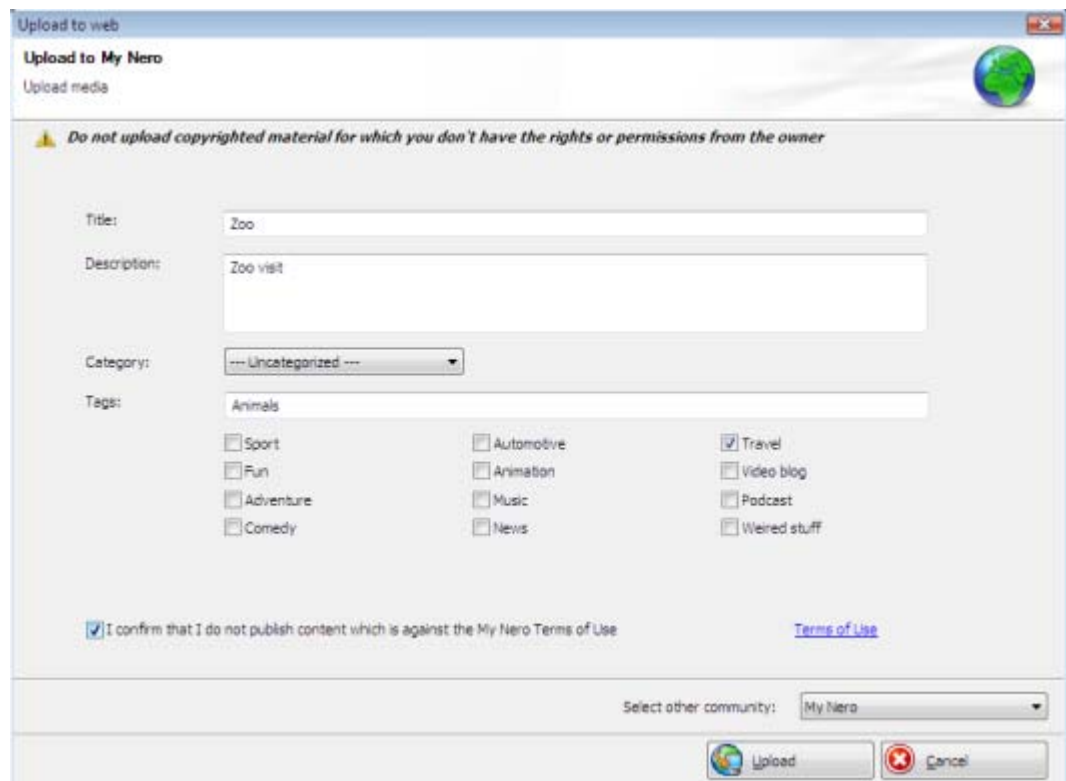 Upload to web
Upload to My Nero
Upload media
Do not upload copyrighted material for which you don't have the rights or permissions from the owner
Title: Zoo
Description: Zoo visit
Category: --- Uncategorized ---
Tags: Animals
Sport Automotive Travel
Fun Animation Video blog
Adventure Music Podcast
Comedy News Weired stuff
I confirm that I do not publish content which is against the My Nero Terms of Use Terms of Use
Select other community: My Nero
Upload Cancel